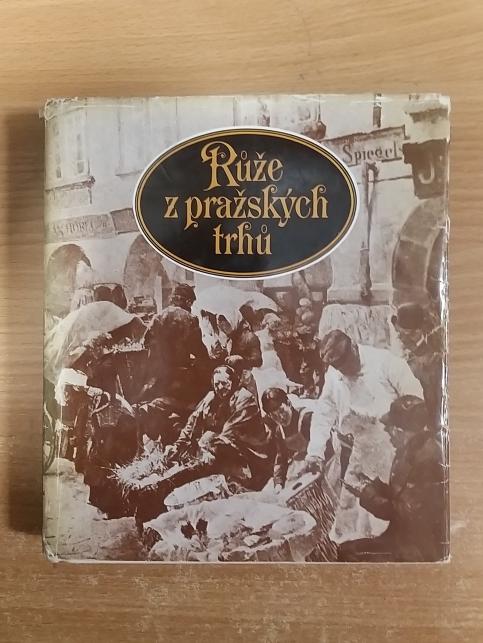 Růže
z pražských
trhů
Spiegel